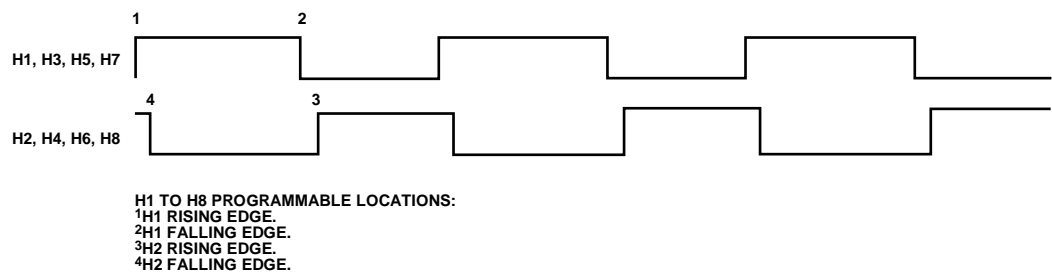 1 2
H1, H3, H5, H7
4 3
H2, H4, H6, H8
H1 TO H8 PROGRAMMABLE LOCATIONS:
1H1 RISING EDGE.
2H1 FALLING EDGE.
3H2 RISING EDGE.
4H2 FALLING EDGE.